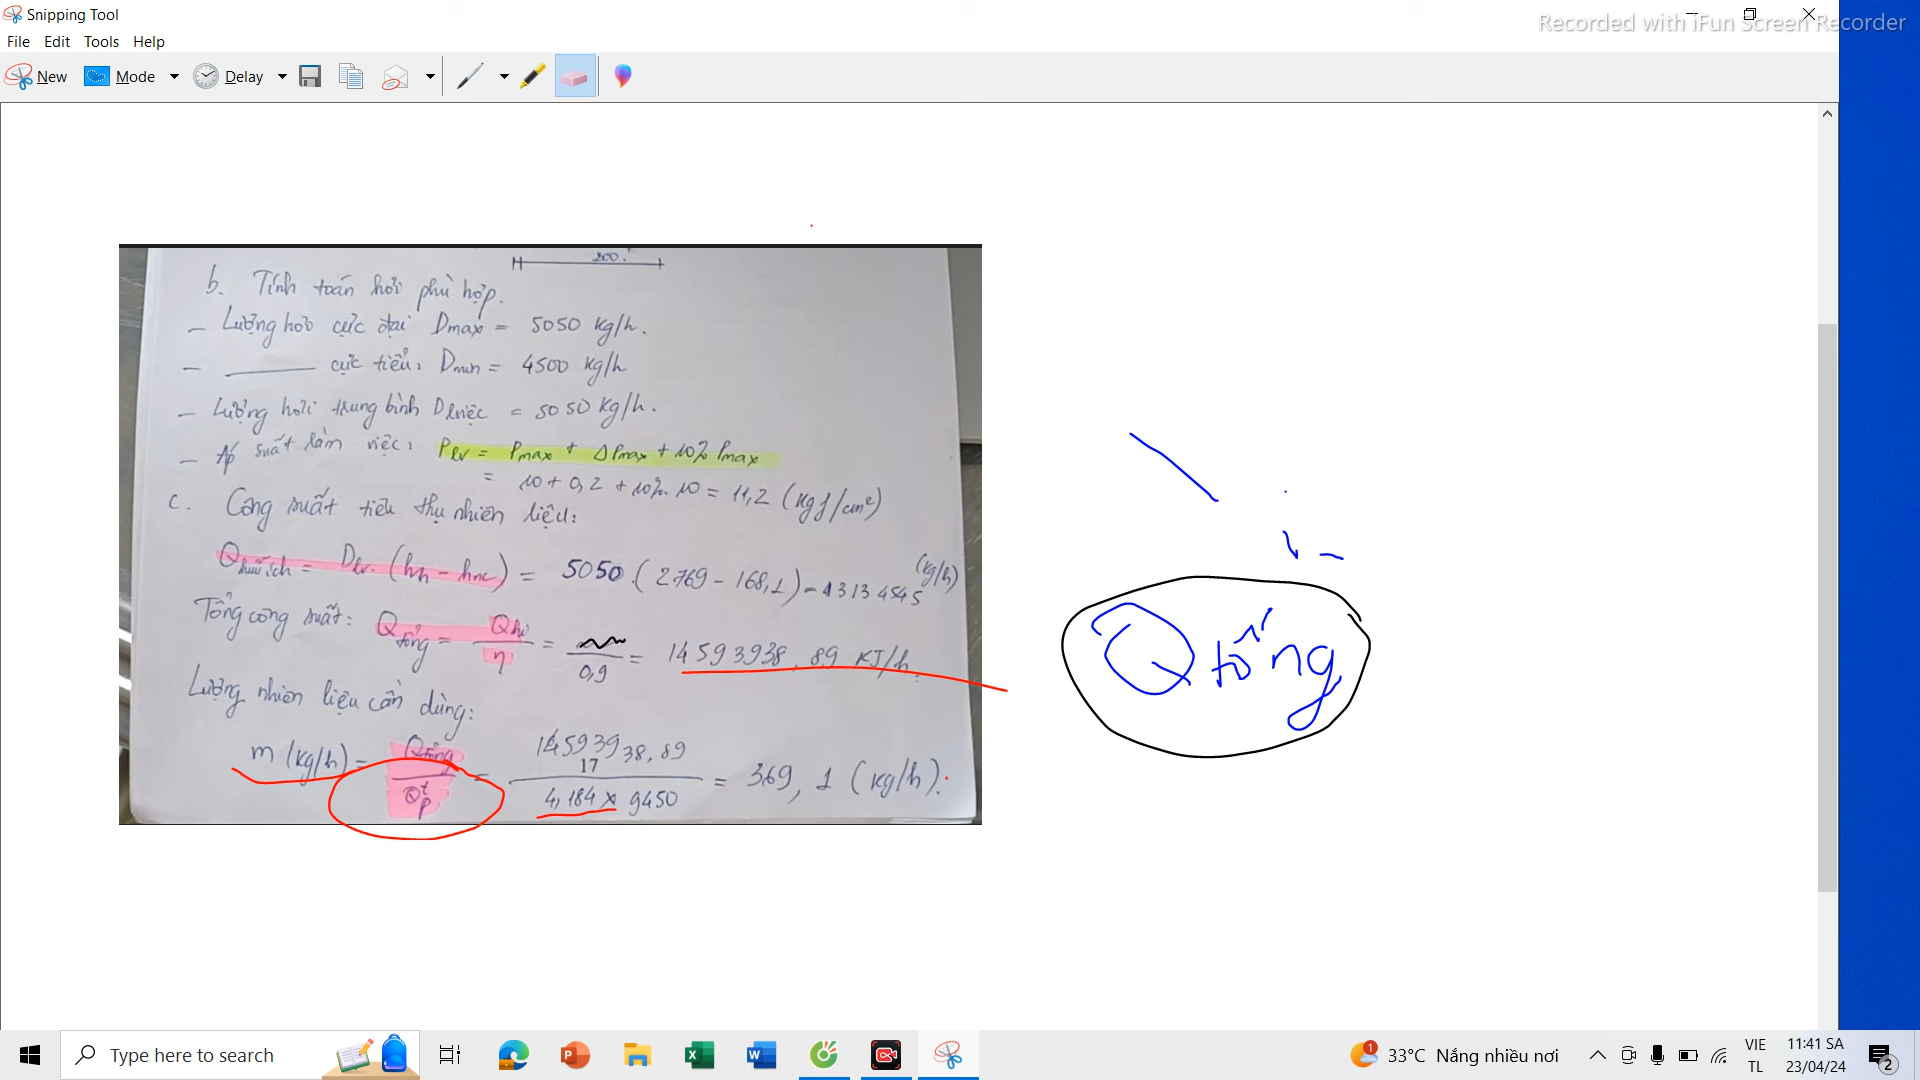 Snipping Tool
Recorded with iFun Screen Recorder
File Edit Tools Help
New Mode Delay
200
b. Tính toán hơi phù hợp.
- Lượng hơi cực đại Dmax = 5050 kg/h.
- ——— cực tiểu: Dmin = 4500 kg/h
- Lượng hơi trung bình Dlviệc = 5050 Kg/h.
- Áp suất làm việc: Plv = Pmax + ΔPmax + 10% Pmax
= 10 + 0,2 + 10%.10 = 11,2 (kgf/cm²)
c. Công suất tiêu thụ nhiên liệu:
Qhữu ích = Dlv.(hh - hnc) = 5050.(2769 - 168,1) = 13134545 (kg/h)
Tổng công suất: Qtổng = Qhi / η = / 0,9 = 14593938,89 KJ/h.
Lượng nhiên liệu cần dùng:
m (kg/h) = Qtổng / Qtp = 14593938,89 / 4,184 x 9450 = 369,1 (kg/h).
17
Q tổng
Type here to search
33°C Nắng nhiều nơi
VIE
TL
11:41 SA
23/04/24
1
2